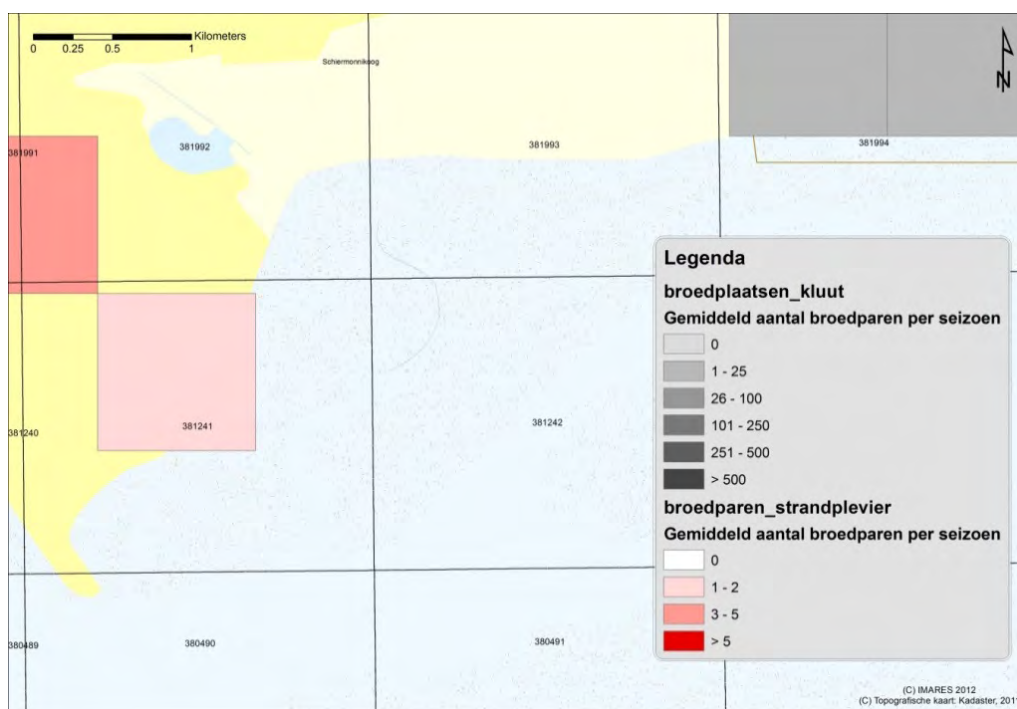 Kilometers
0 0.25 0.5 1
Schiermonnikoog
N
381991
381992
381993
381994
Legenda
broedplaatsen_kluut
Gemiddeld aantal broedparen per seizoen
0
1 - 25
26 - 100
101 - 250
251 - 500
> 500
broedparen_strandplevier
Gemiddeld aantal broedparen per seizoen
0
1 - 2
3 - 5
> 5
381240
381241
381242
380489
380490
380491
(C) IMARES 2012
(C) Topografische kaart: Kadaster, 201